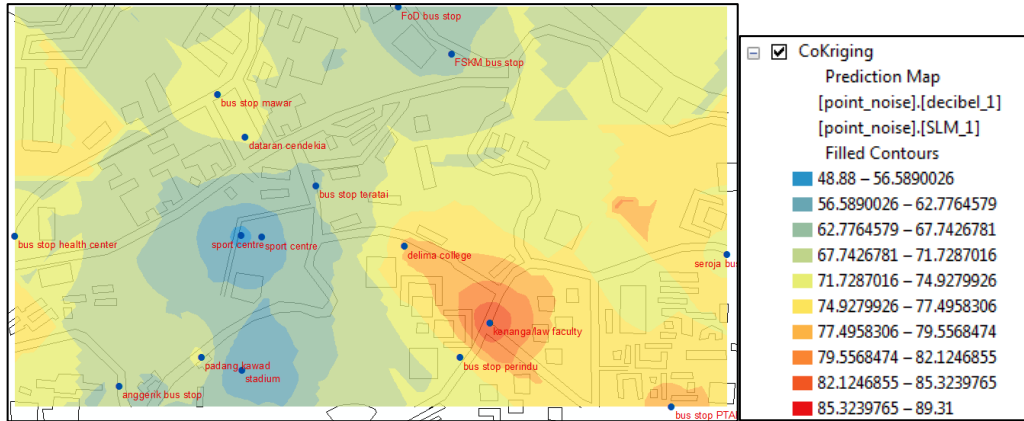 FoD bus stop
FSKM bus stop
bus stop mawar
dataran cendekia
bus stop teratai
bus stop health center
sport centre
sport centre
delima college
seroja bus
kenanga/law faculty
padang kawad
stadium
bus stop perindu
anggerik bus stop
bus stop PTA
CoKriging
Prediction Map
[point_noise].[decibel_1]
[point_noise].[SLM_1]
Filled Contours
48.88 – 56.5890026
56.5890026 – 62.7764579
62.7764579 – 67.7426781
67.7426781 – 71.7287016
71.7287016 – 74.9279926
74.9279926 – 77.4958306
77.4958306 – 79.5568474
79.5568474 – 82.1246855
82.1246855 – 85.3239765
85.3239765 – 89.31